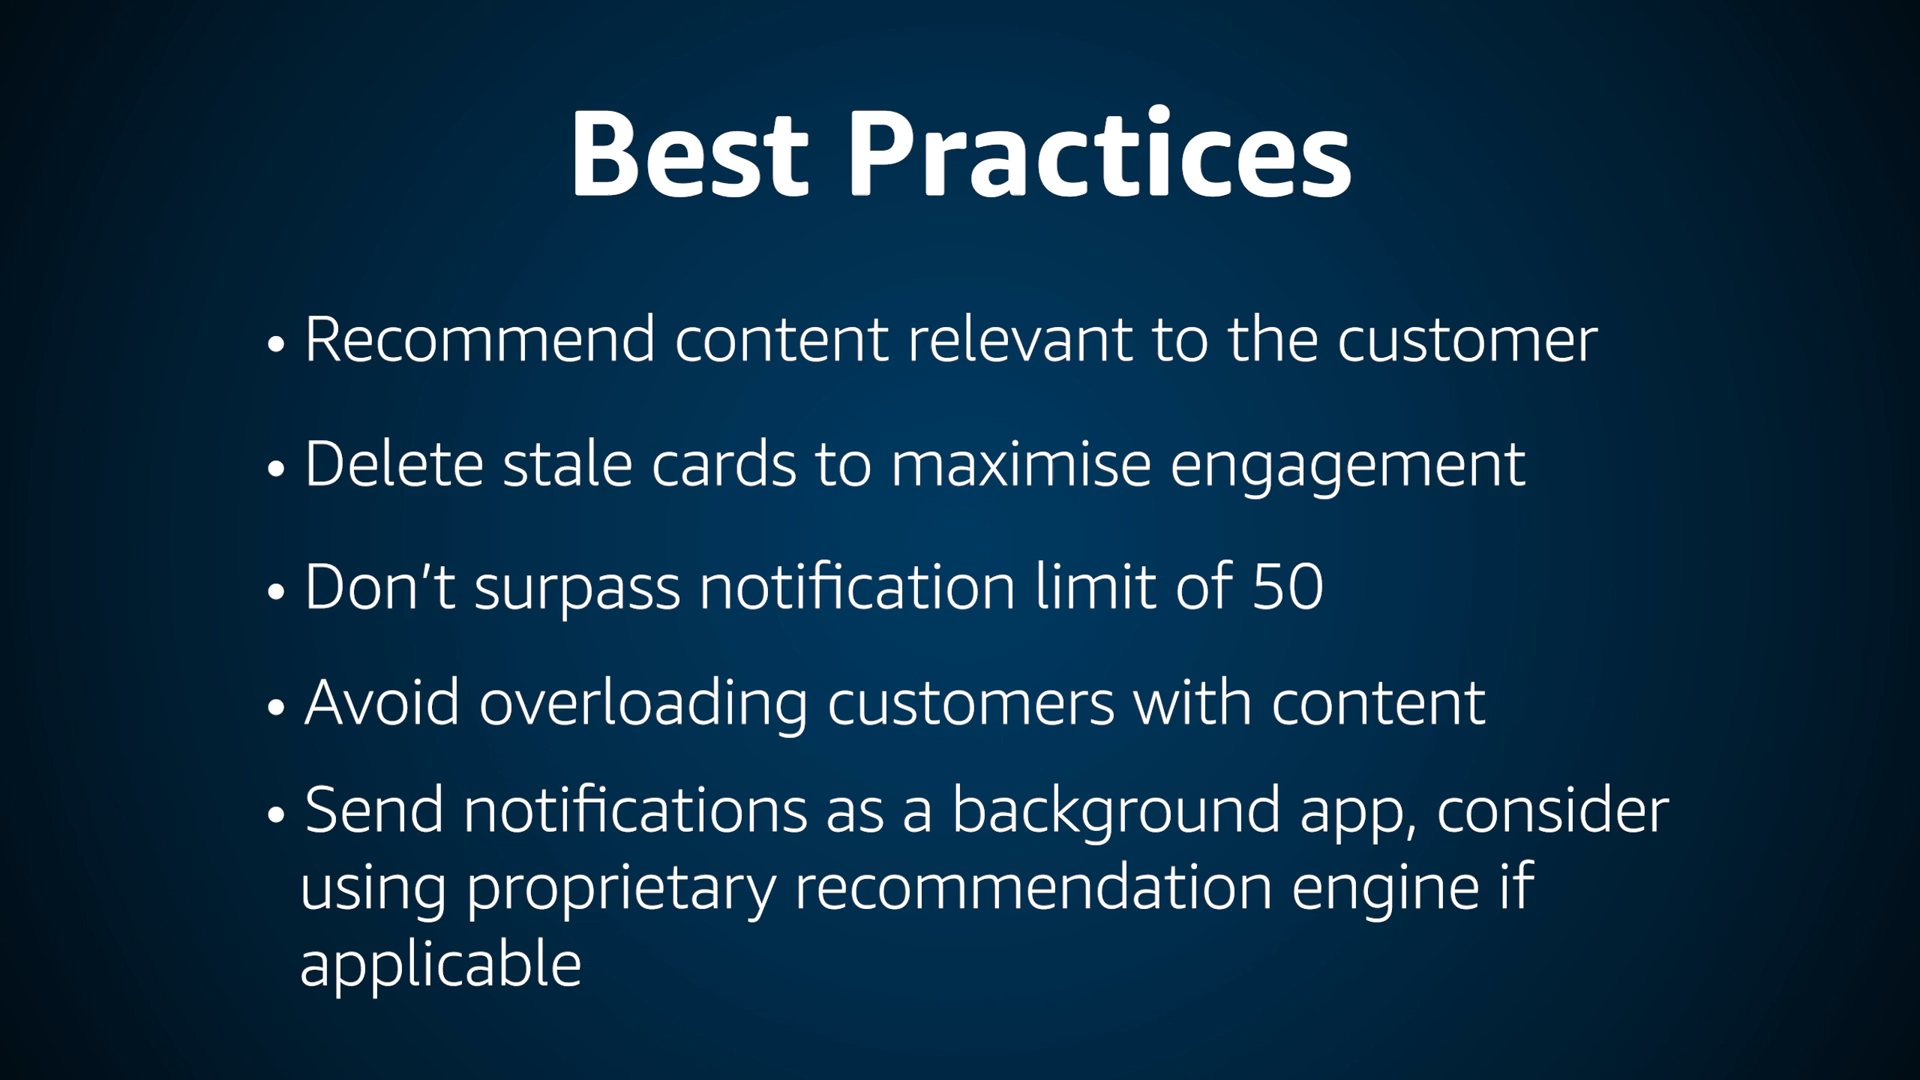 Best Practices
• Recommend content relevant to the customer
• Delete stale cards to maximise engagement
• Don’t surpass notification limit of 50
• Avoid overloading customers with content
• Send notifications as a background app, consider
using proprietary recommendation engine if
applicable